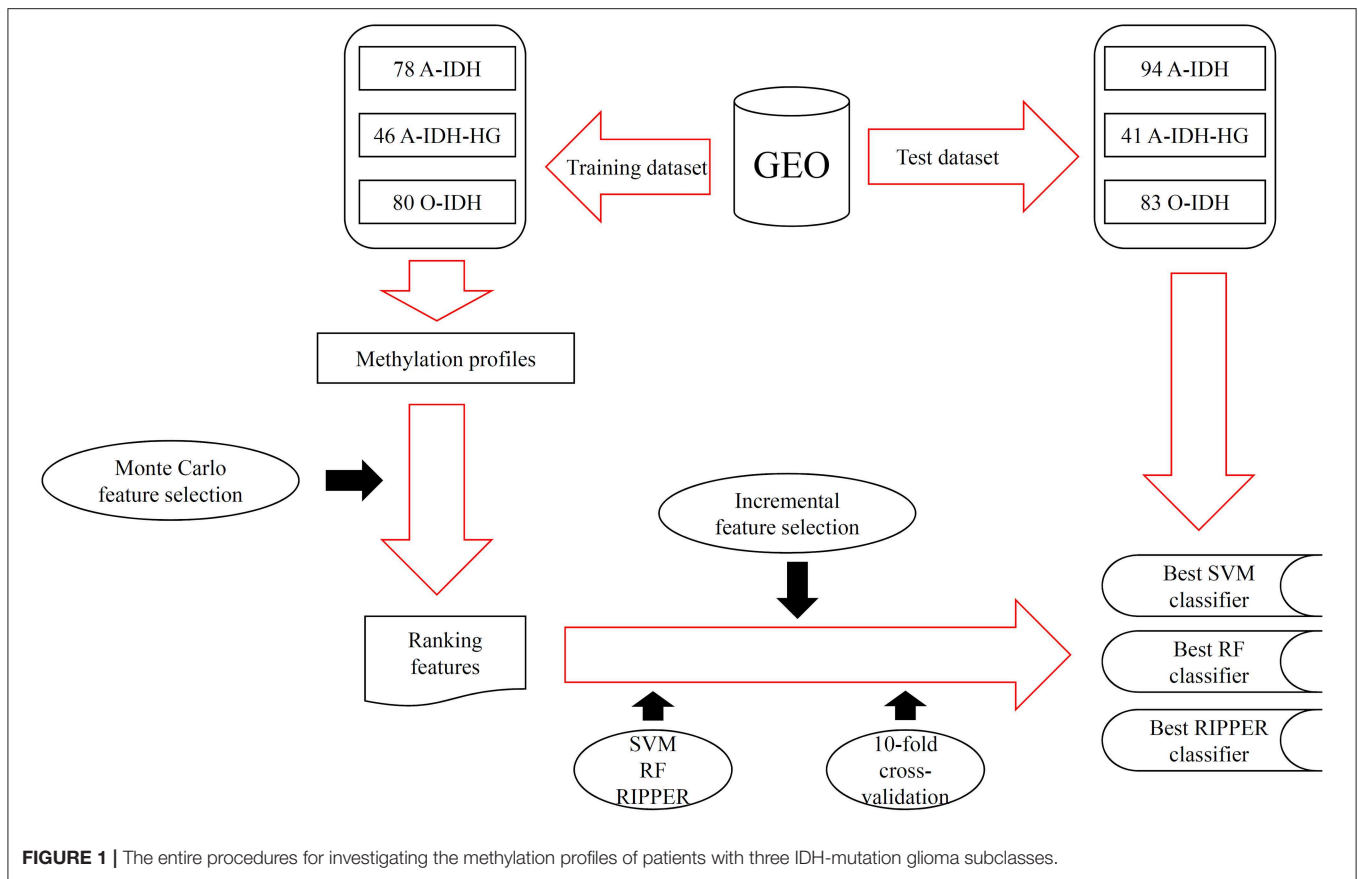 78 A-IDH
46 A-IDH-HG
80 O-IDH
Training dataset
GEO
Test dataset
94 A-IDH
41 A-IDH-HG
83 O-IDH
Methylation profiles
Monte Carlo
feature selection
Ranking
features
Incremental
feature selection
SVM
RF
RIPPER
10-fold
cross-
validation
Best SVM
classifier
Best RF
classifier
Best RIPPER
classifier
FIGURE 1 | The entire procedures for investigating the methylation profiles of patients with three IDH-mutation glioma subclasses.